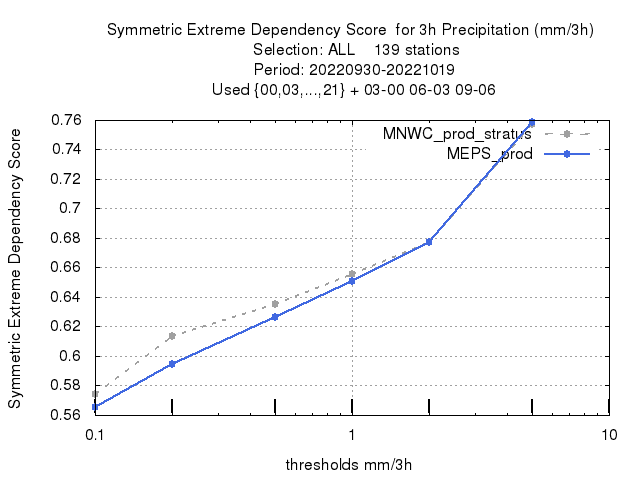 Symmetric Extreme Dependency Score  for 3h Precipitation (mm/3h)
Selection: ALL    139 stations
Period: 20220930-20221019
Used {00,03,...,21} + 03-00 06-03 09-06
Symmetric Extreme Dependency Score
0.76
0.74
0.72
0.7
0.68
0.66
0.64
0.62
0.6
0.58
0.56
MNWC_prod_stratus
MEPS_prod
0.1
1
10
thresholds mm/3h